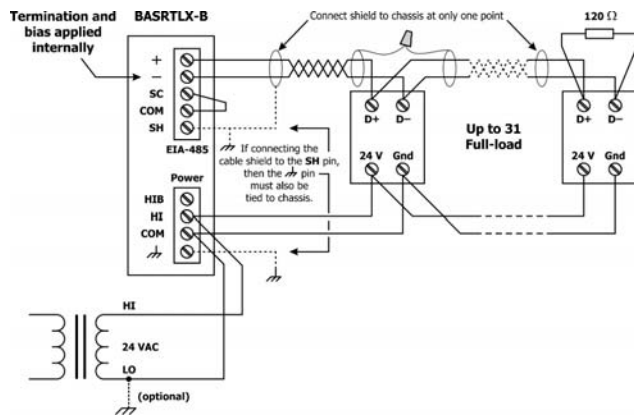 Termination and
bias applied
internally
BASRTLX-B
Connect shield to chassis at only one point
120 Ω
+
−
SC
COM
SH
EIA-485
D+
D−
D+
D−
Up to 31
Full-load
24 V
Gnd
24 V
Gnd
If connecting the
cable shield to the SH pin,
then the pin
must also be
tied to chassis.
Power
HIB
HI
COM
HI
24 VAC
LO
(optional)